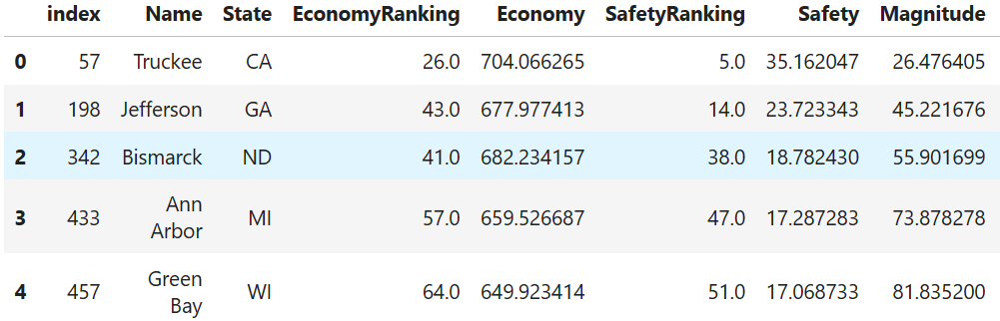 index Name State EconomyRanking Economy SafetyRanking Safety Magnitude
0 57 Truckee CA 26.0 704.066265 5.0 35.162047 26.476405
1 198 Jefferson GA 43.0 677.977413 14.0 23.723343 45.221676
2 342 Bismarck ND 41.0 682.234157 38.0 18.782430 55.901699
3 433 Ann Arbor MI 57.0 659.526687 47.0 17.287283 73.878278
4 457 Green Bay WI 64.0 649.923414 51.0 17.068733 81.835200